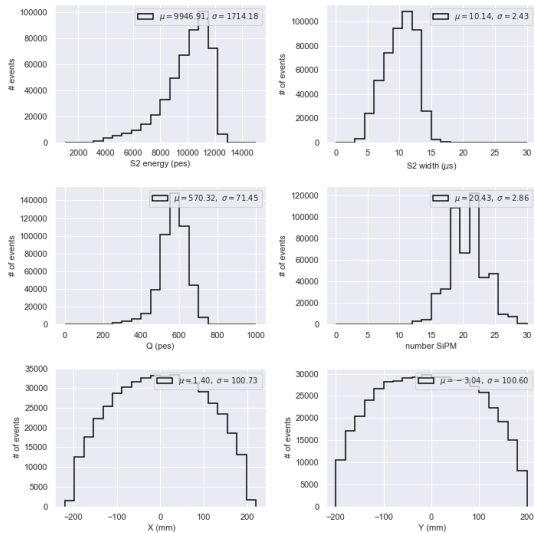 μ=9946.91, σ=1714.18
100000
80000
60000
40000
20000
0
# of events
2000 4000 6000 8000 10000 12000 14000
S2 energy (pes)
μ=10.14, σ=2.43
100000
80000
60000
40000
20000
0
# of events
0 5 10 15 20 25 30
S2 width (μs)
μ=570.32, σ=71.45
140000
120000
100000
80000
60000
40000
20000
0
# of events
0 200 400 600 800 1000
Q (pes)
μ=20.43, σ=2.86
120000
100000
80000
60000
40000
20000
0
# of events
0 5 10 15 20 25 30
number SiPM
μ=1.40, σ=100.73
35000
30000
25000
20000
15000
10000
5000
0
# of events
−200 −100 0 100 200
X (mm)
μ=−3.04, σ=100.60
30000
25000
20000
15000
10000
5000
0
# of events
−200 −100 0 100 200
Y (mm)